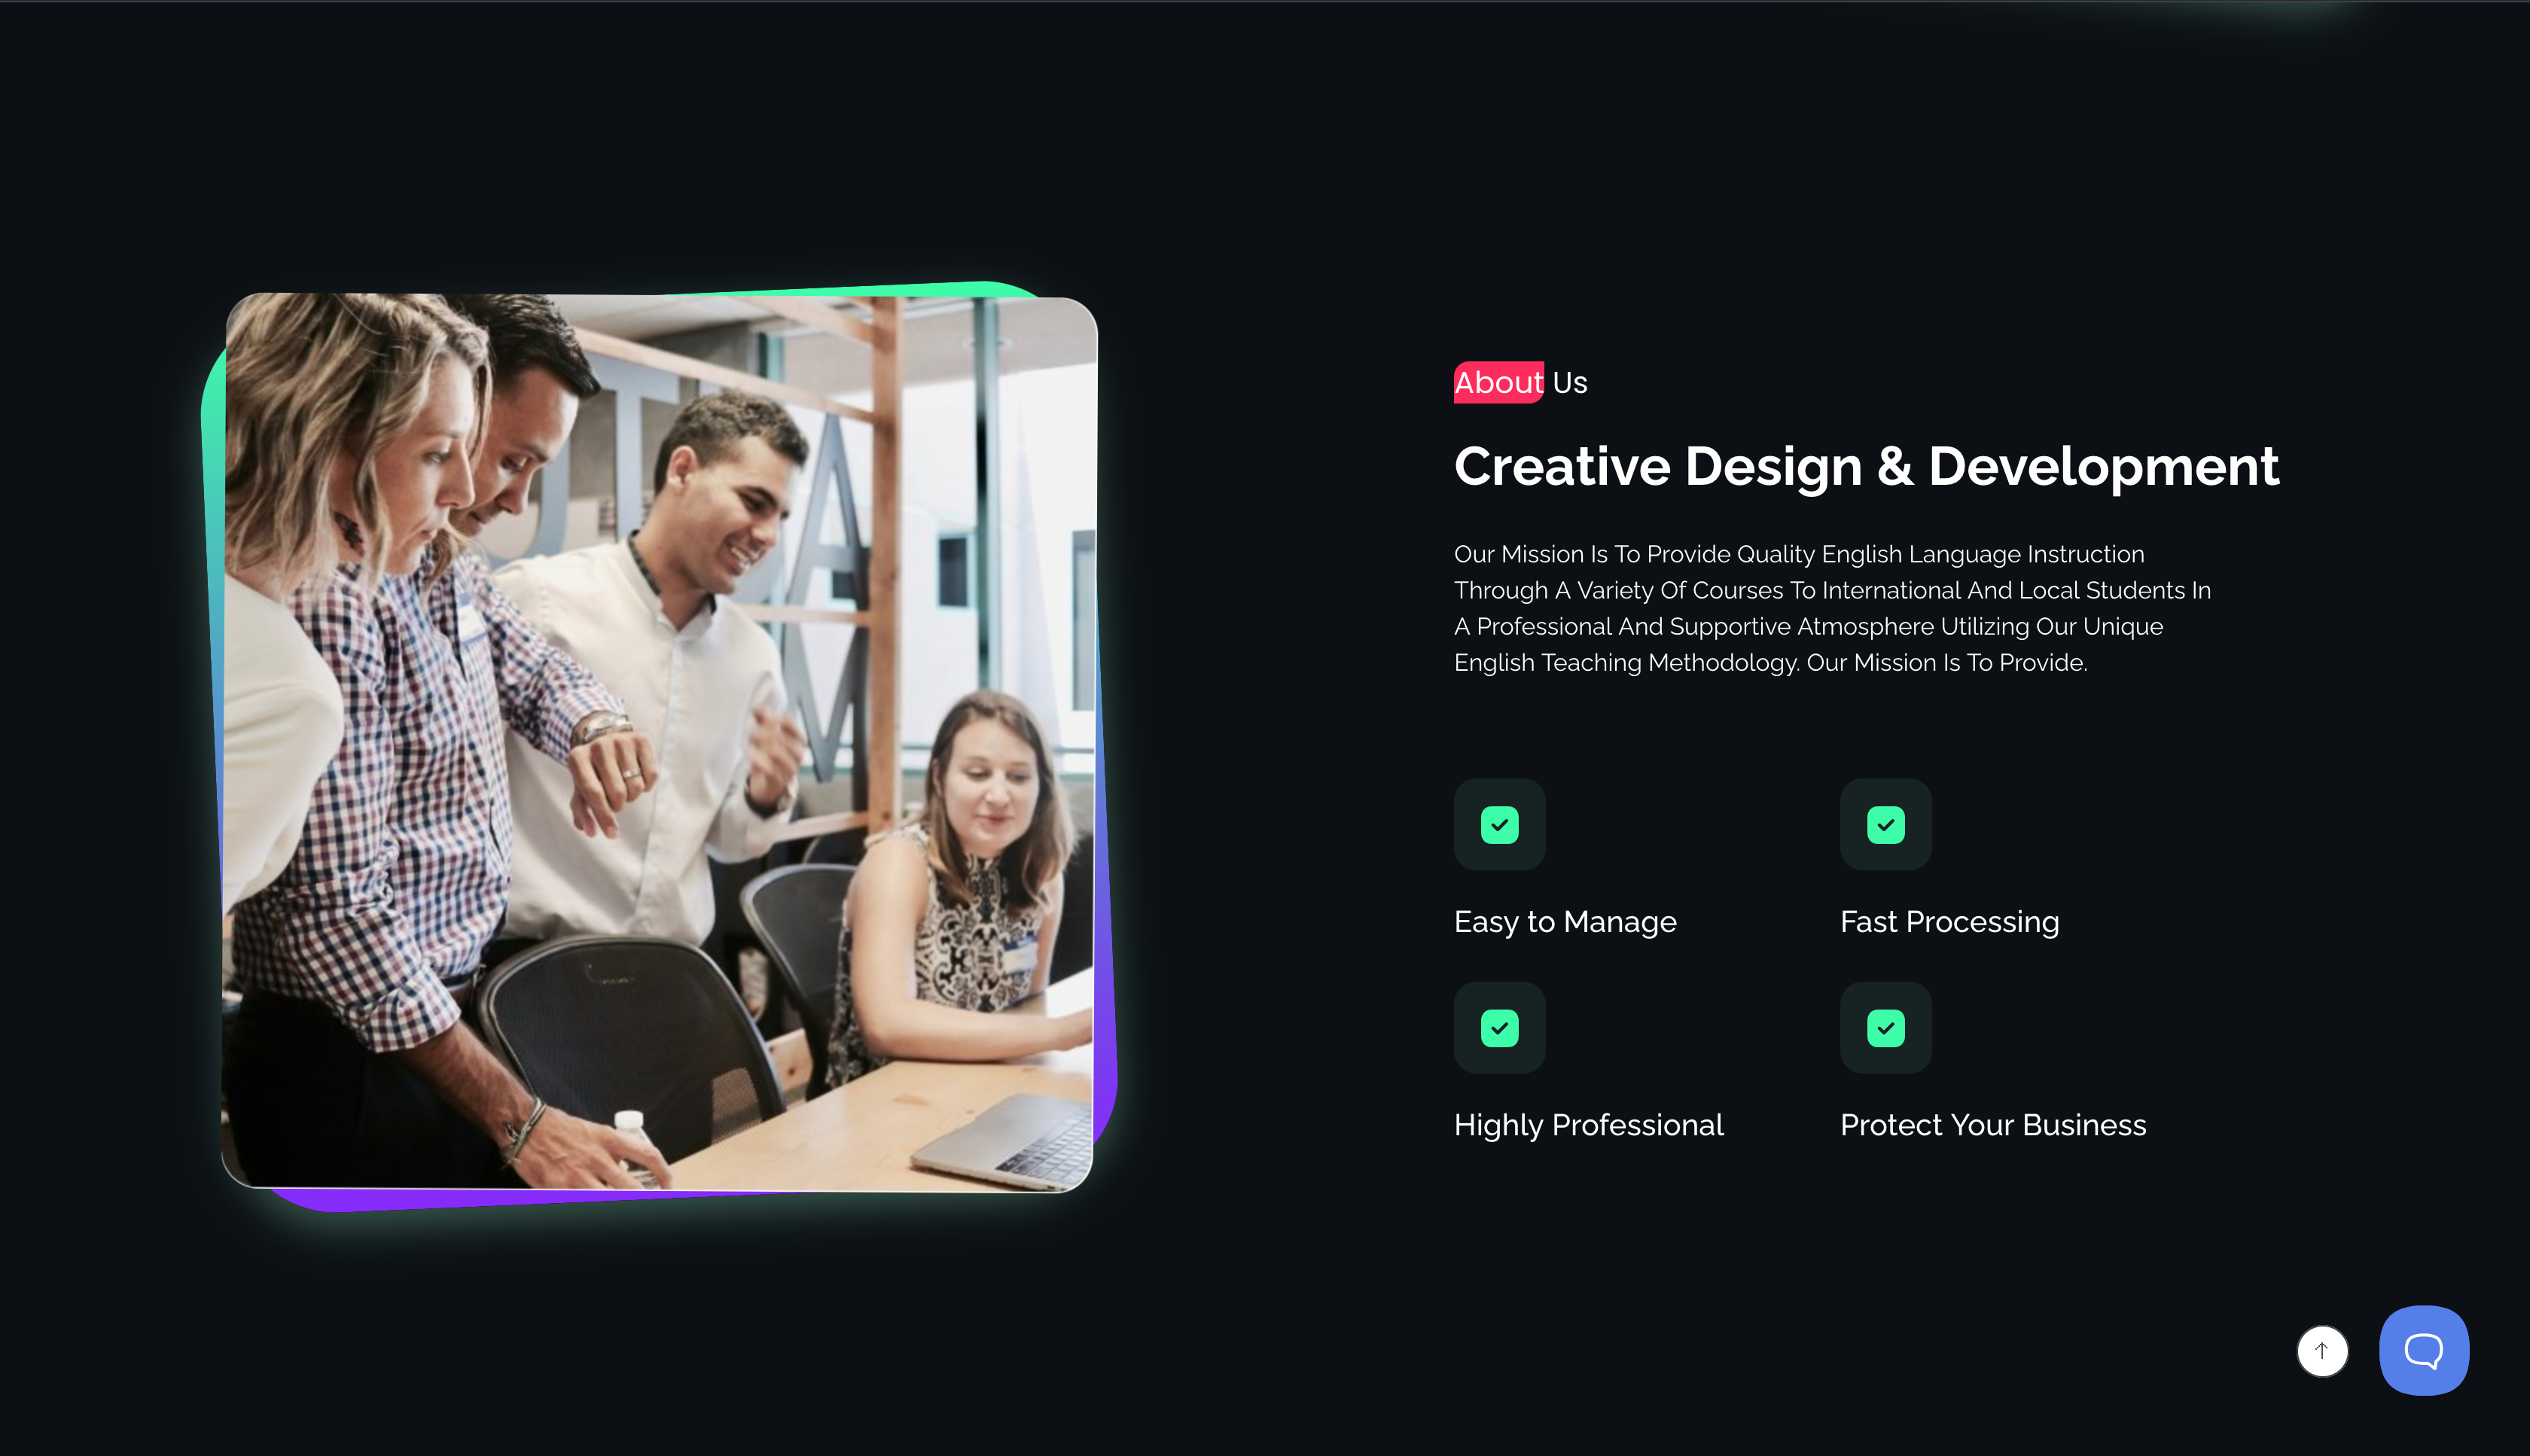 About Us
Creative Design & Development
Our Mission Is To Provide Quality English Language Instruction
Through A Variety Of Courses To International And Local Students In
A Professional And Supportive Atmosphere Utilizing Our Unique
English Teaching Methodology. Our Mission Is To Provide.
Easy to Manage
Fast Processing
Highly Professional
Protect Your Business